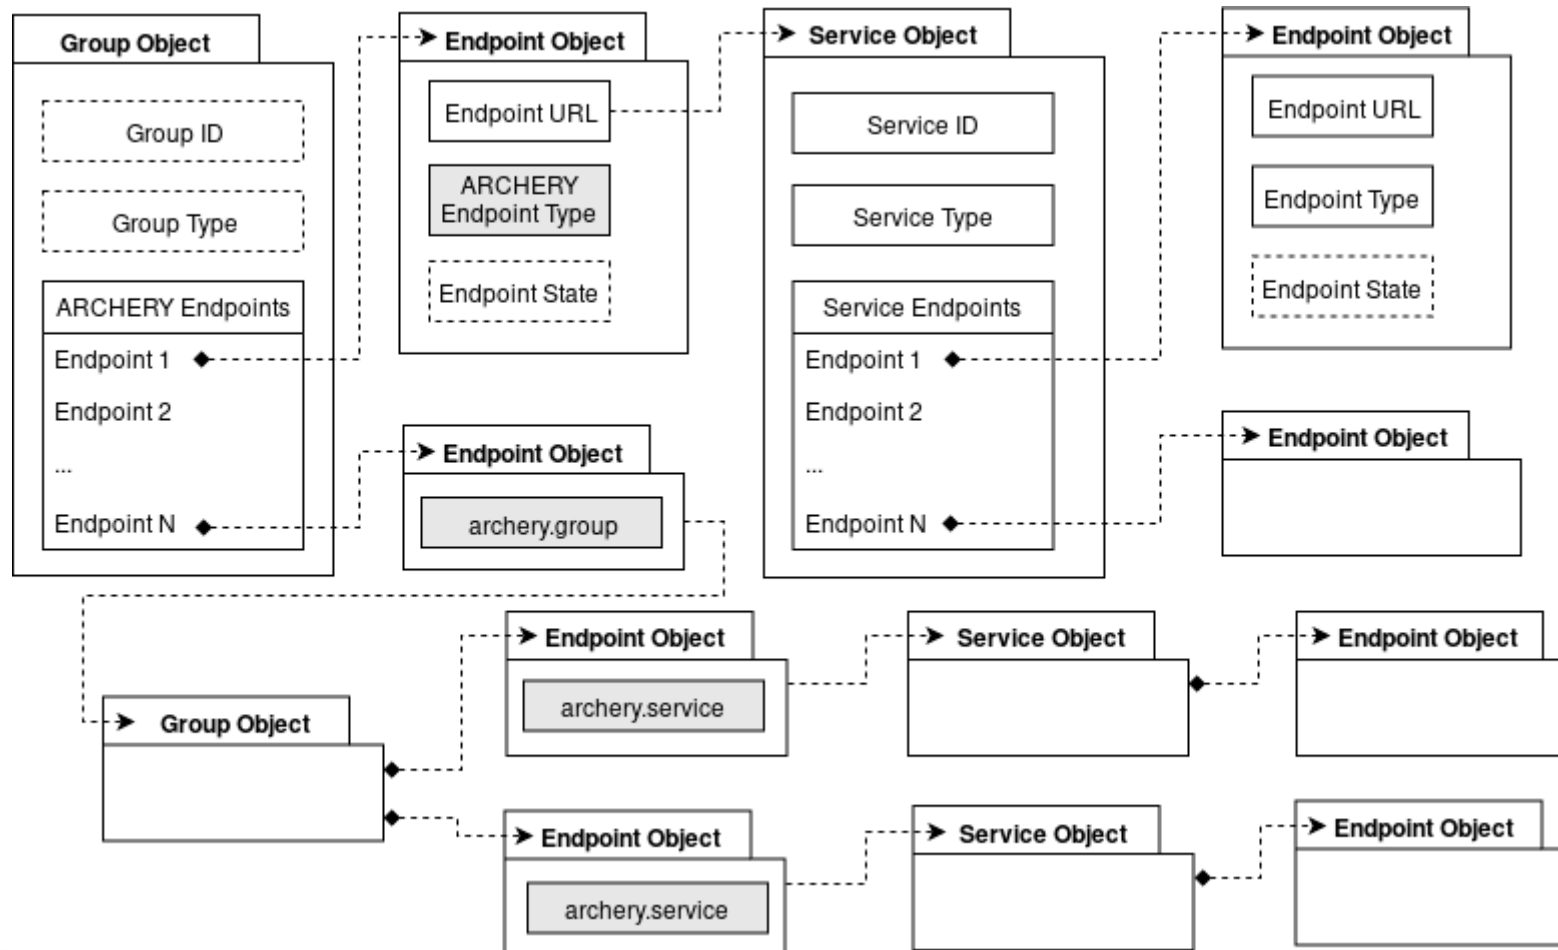 Group Object
Group ID
Group Type
ARCHERY Endpoints
Endpoint 1
Endpoint 2
...
Endpoint N
Endpoint Object
Endpoint URL
ARCHERY
Endpoint Type
Endpoint State
Endpoint Object
archery.group
Service Object
Service ID
Service Type
Service Endpoints
Endpoint 1
Endpoint 2
...
Endpoint N
Endpoint Object
Endpoint URL
Endpoint Type
Endpoint State
Endpoint Object
Group Object
Endpoint Object
archery.service
Service Object
Endpoint Object
Endpoint Object
archery.service
Service Object
Endpoint Object